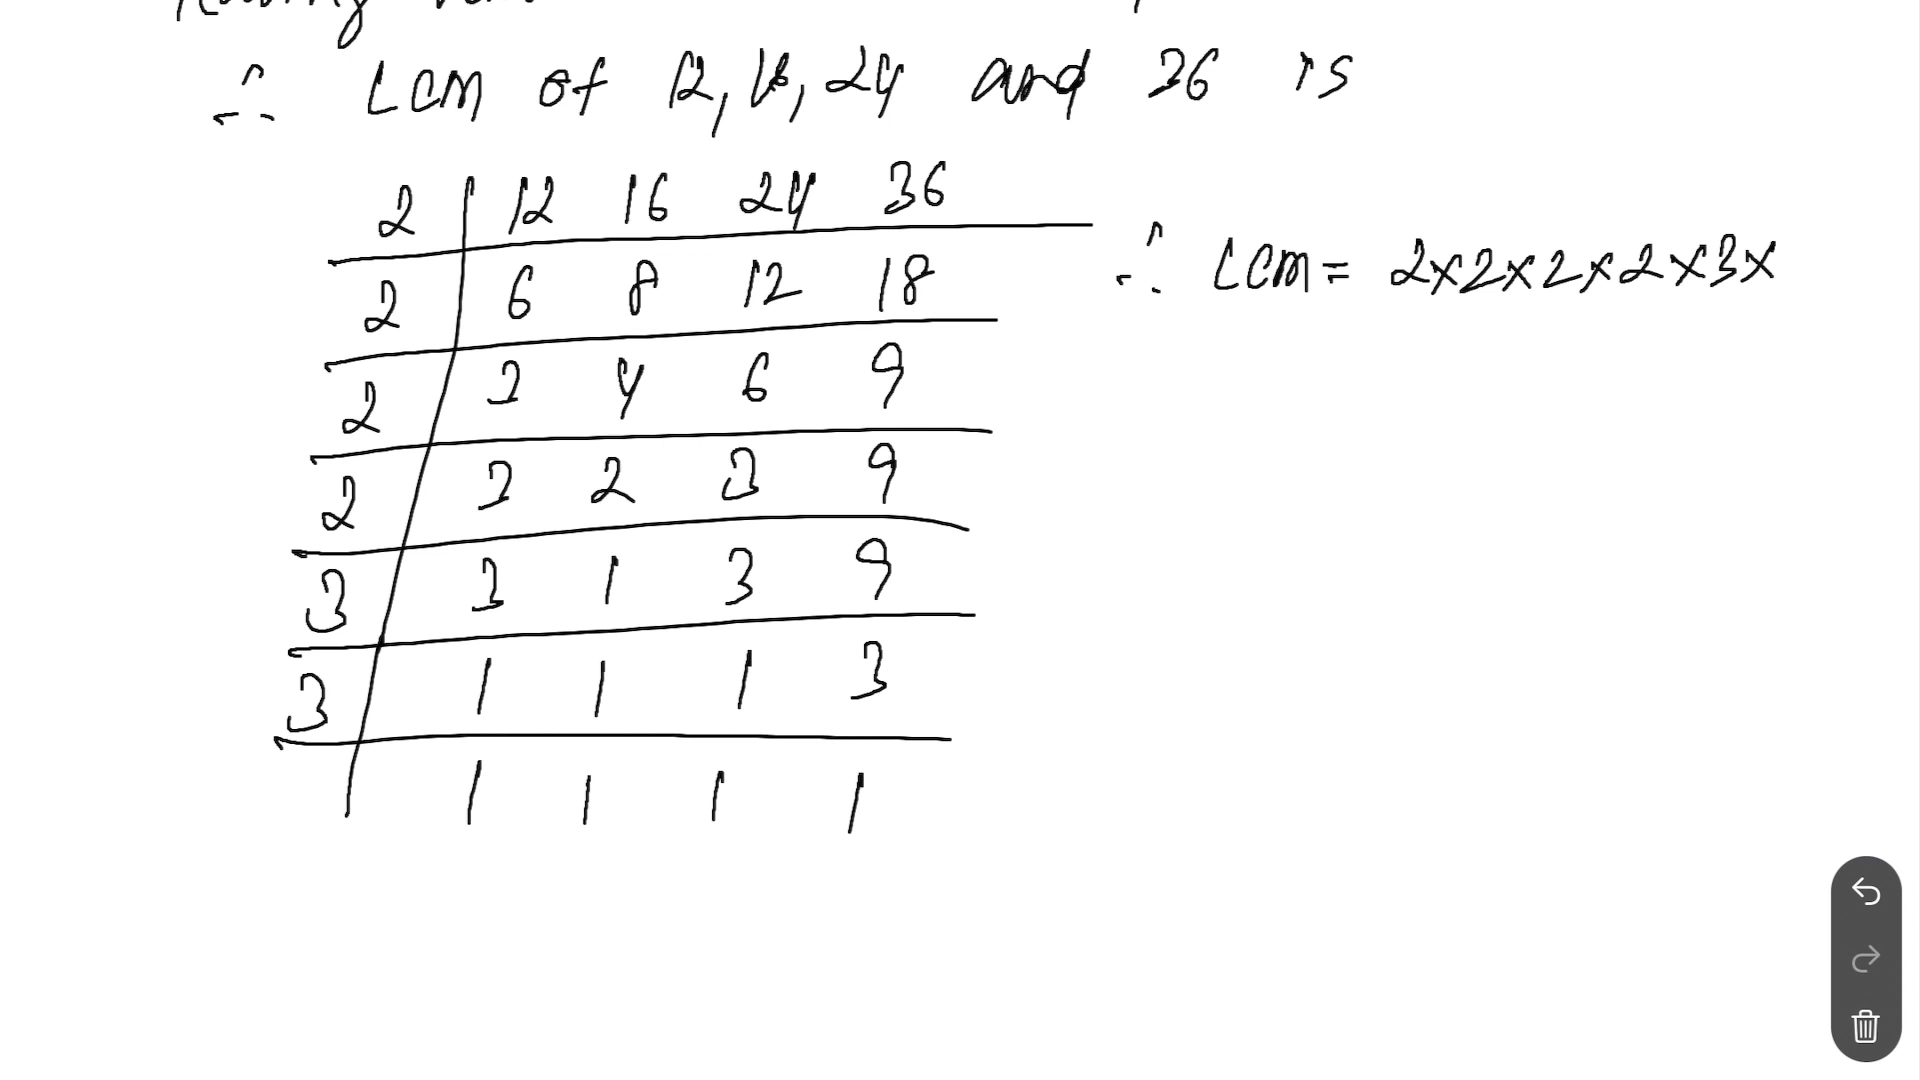 ∴ LCM of 12, 16, 24 and 36 is
2 | 12 16 24 36
2 | 6 8 12 18
∴ LCM = 2×2×2×2×3×
2 | 3 4 6 9
2 | 3 2 3 9
3 | 3 1 3 9
3 | 1 1 1 3
| 1 1 1 1